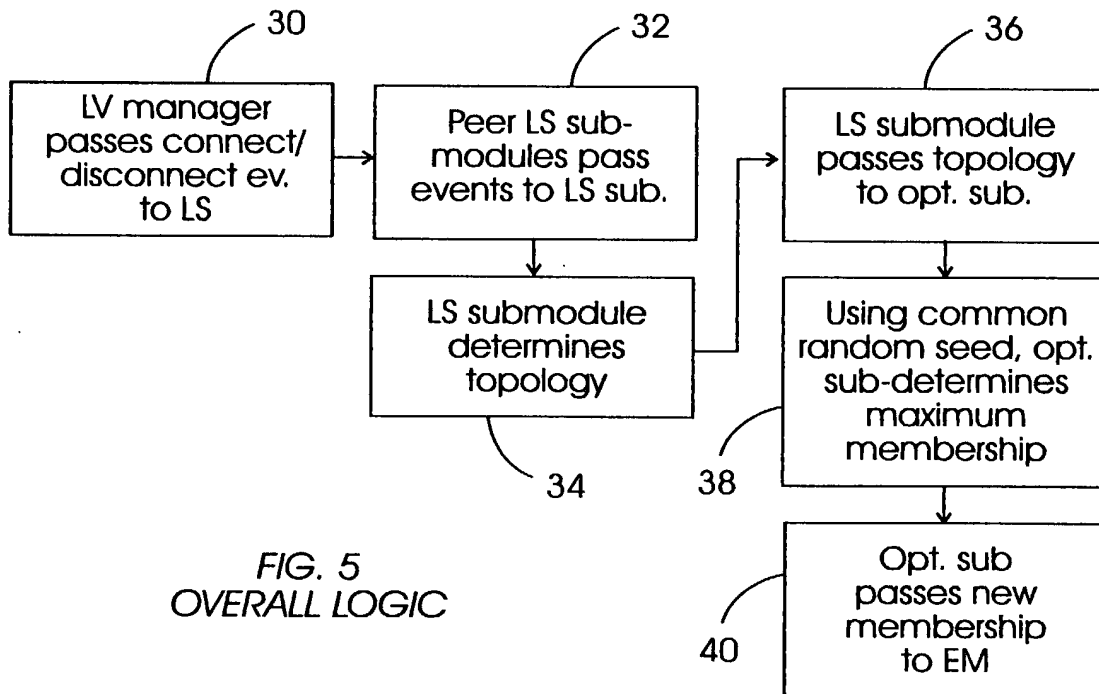 30
LV manager
passes connect/
disconnect ev.
to LS
32
Peer LS sub-
modules pass
events to LS sub.
34
LS submodule
determines
topology
36
LS submodule
passes topology
to opt. sub.
38
Using common
random seed, opt.
sub-determines
maximum
membership
40
Opt. sub
passes new
membership
to EM
FIG. 5
OVERALL LOGIC